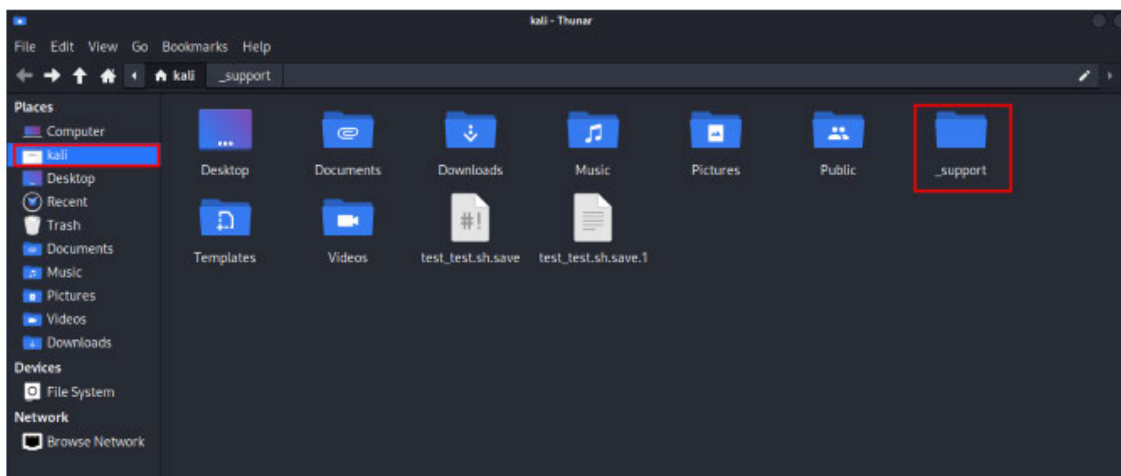 kali - Thunar
File Edit View Go Bookmarks Help
kali _support
Places
Computer
kali
Desktop
Recent
Trash
Documents
Music
Pictures
Videos
Downloads
Devices
File System
Network
Browse Network
Desktop Documents Downloads Music Pictures Public _support
#!
Templates Videos test_test.sh.save test_test.sh.save.1